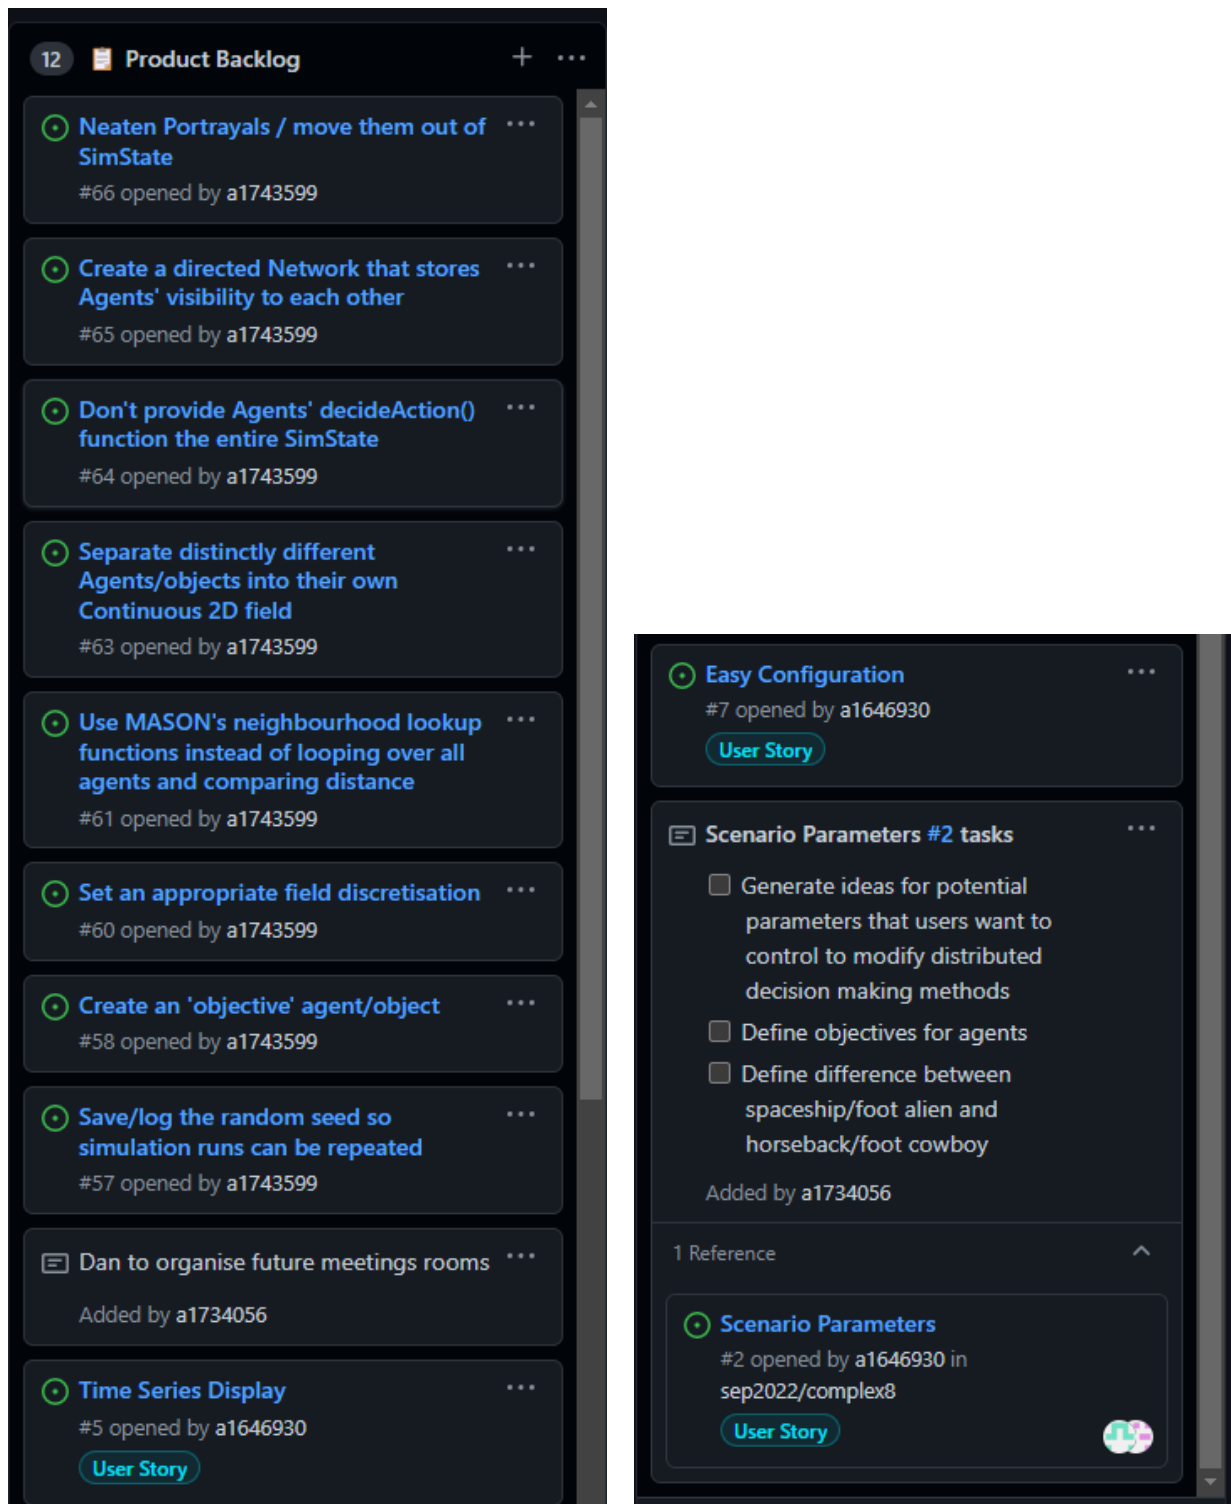 12 Product Backlog
Neaten Portrayals / move them out of
SimState
#66 opened by a1743599
Create a directed Network that stores
Agents' visibility to each other
#65 opened by a1743599
Don't provide Agents' decideAction()
function the entire SimState
#64 opened by a1743599
Separate distinctly different
Agents/objects into their own
Continuous 2D field
#63 opened by a1743599
Use MASON's neighbourhood lookup
functions instead of looping over all
agents and comparing distance
#61 opened by a1743599
Set an appropriate field discretisation
#60 opened by a1743599
Create an 'objective' agent/object
#58 opened by a1743599
Save/log the random seed so
simulation runs can be repeated
#57 opened by a1743599
Dan to organise future meetings rooms
Added by a1734056
Time Series Display
#5 opened by a1646930
User Story
Easy Configuration
#7 opened by a1646930
User Story
Scenario Parameters #2 tasks
Generate ideas for potential
parameters that users want to
control to modify distributed
decision making methods
Define objectives for agents
Define difference between
spaceship/foot alien and
horseback/foot cowboy
Added by a1734056
1 Reference
Scenario Parameters
#2 opened by a1646930 in
sep2022/complex8
User Story